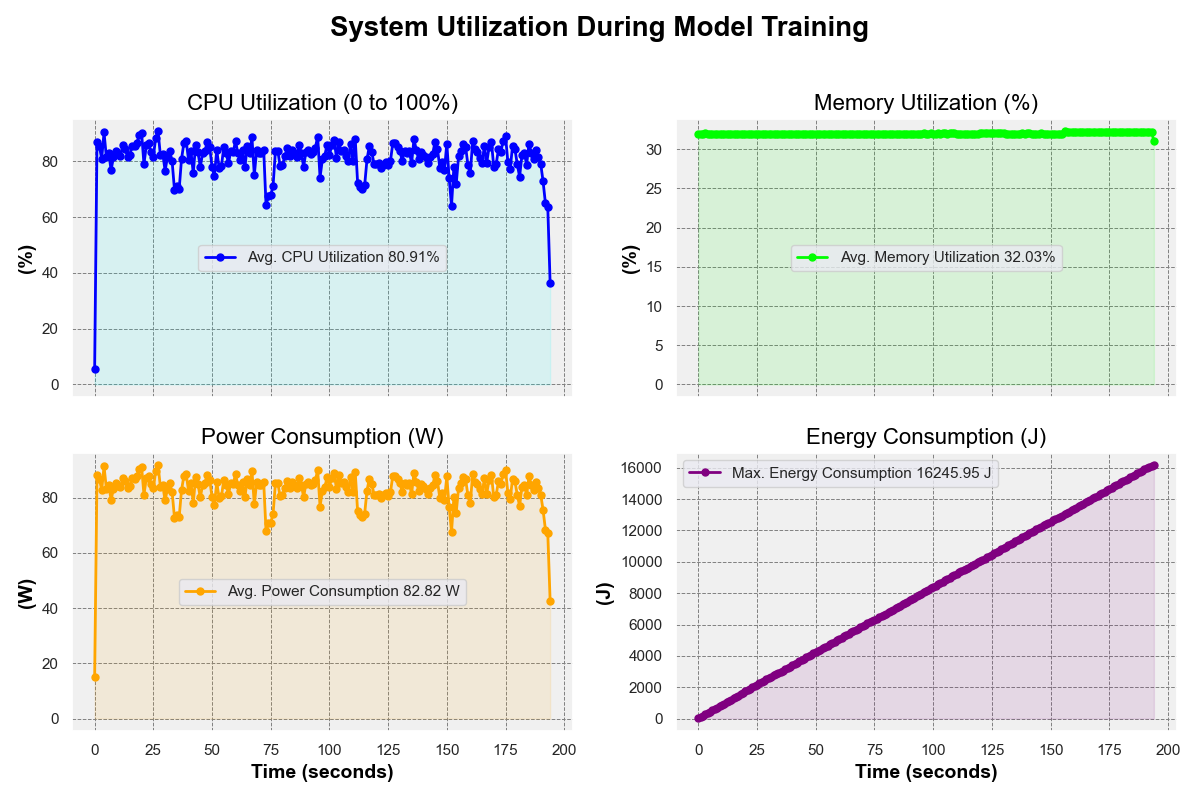 System Utilization During Model Training
CPU Utilization (0 to 100%)
(%)
80
60
40
20
0
Avg. CPU Utilization 80.91%
Memory Utilization (%)
(%)
30
25
20
15
10
5
0
Avg. Memory Utilization 32.03%
Power Consumption (W)
(W)
80
60
40
20
0
Avg. Power Consumption 82.82 W
0 25 50 75 100 125 150 175 200
Time (seconds)
Energy Consumption (J)
(J)
16000
14000
12000
10000
8000
6000
4000
2000
0
Max. Energy Consumption 16245.95 J
0 25 50 75 100 125 150 175 200
Time (seconds)